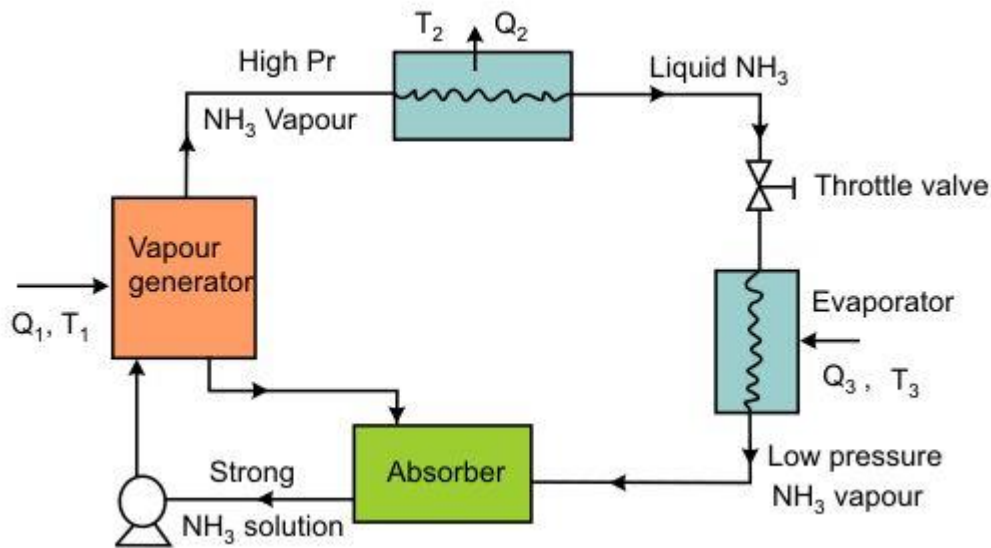 T₂ Q₂
High Pr
NH₃ Vapour
Liquid NH₃
Throttle valve
Vapour
generator
Q₁, T₁
Evaporator
Q₃ , T₃
Absorber
Strong
NH₃ solution
Low pressure
NH₃ vapour